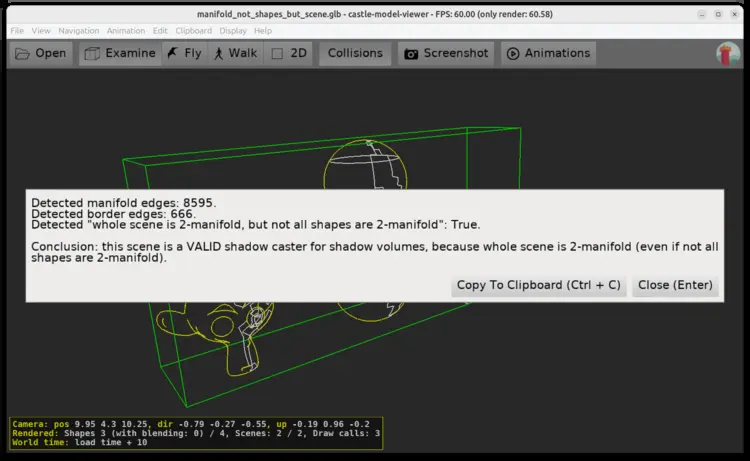 manifold_not_shapes_but_scene.glb - castle-model-viewer - FPS: 60.00 (only render: 60.58)
File View Navigation Animation Edit Clipboard Display Help
Open Examine Fly Walk 2D Collisions Screenshot Animations
Detected manifold edges: 8595.
Detected border edges: 666.
Detected "whole scene is 2-manifold, but not all shapes are 2-manifold": True.
Conclusion: this scene is a VALID shadow caster for shadow volumes, because whole scene is 2-manifold (even if not all
shapes are 2-manifold).
Copy To Clipboard (Ctrl + C) Close (Enter)
Camera: pos 9.95 4.3 10.25, dir -0.79 -0.27 -0.55, up -0.19 0.96 -0.2
Rendered: Shapes 3 (with blending: 0) / 4, Scenes: 2 / 2, Draw calls: 3
World time: load time + 10